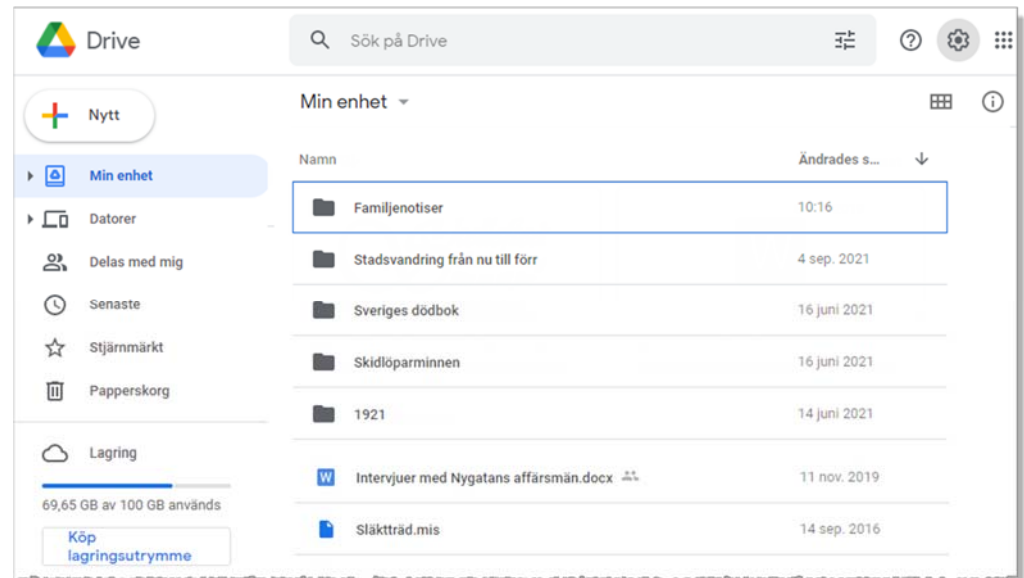 Drive
Sök på Drive
Nytt
Min enhet
Datorer
Delas med mig
Senaste
Stjärnmärkt
Papperskorg
Lagring
69,65 GB av 100 GB används
Köp
lagringsutrymme
Min enhet
Namn Ändrades s...
Familjenotiser 10:16
Stadsvandring från nu till förr 4 sep. 2021
Sveriges dödbok 16 juni 2021
Skidlöparminnen 16 juni 2021
1921 14 juni 2021
W Intervjuer med Nygatans affärsmän.docx 11 nov. 2019
Släktträd.mis 14 sep. 2016